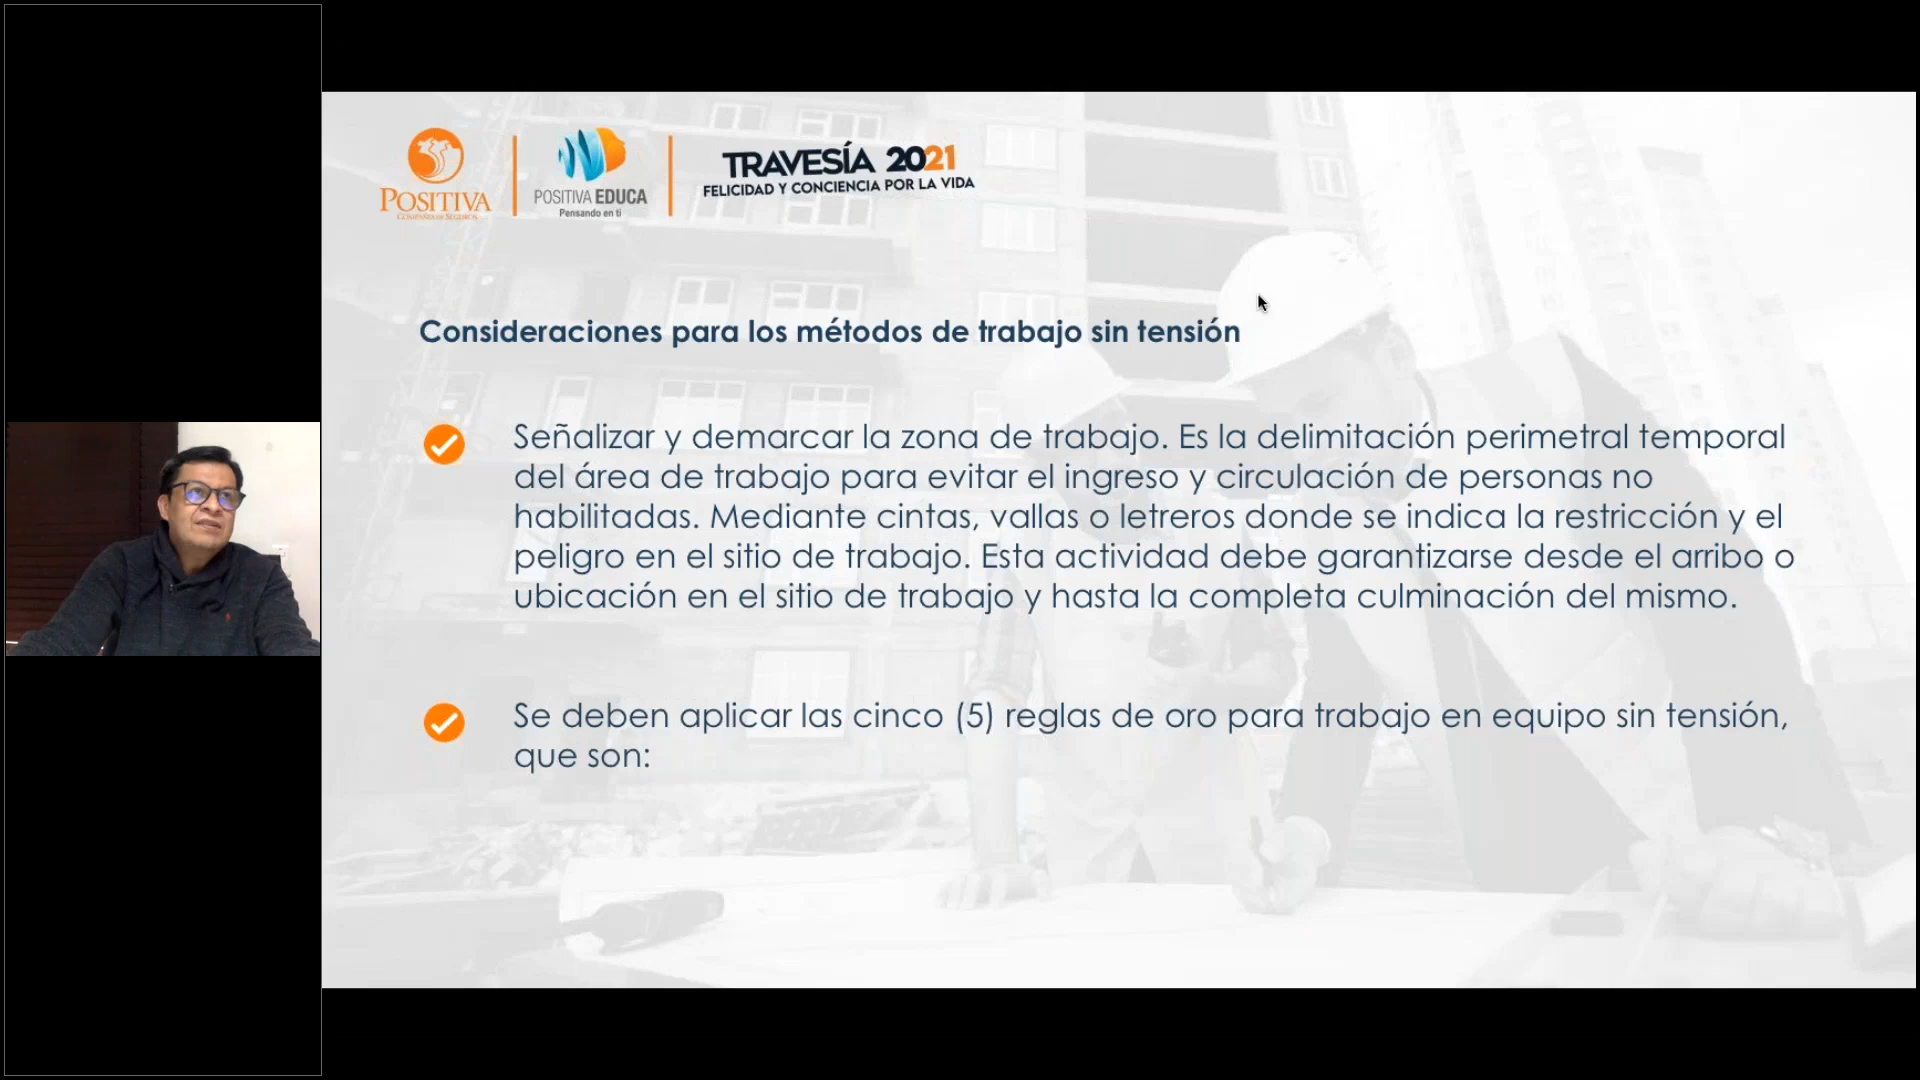 POSITIVA
COMPAÑÍA DE SEGUROS
POSITIVA EDUCA
Pensando en ti
TRAVESÍA 2021
FELICIDAD Y CONCIENCIA POR LA VIDA
Consideraciones para los métodos de trabajo sin tensión
Señalizar y demarcar la zona de trabajo. Es la delimitación perimetral temporal
del área de trabajo para evitar el ingreso y circulación de personas no
habilitadas. Mediante cintas, vallas o letreros donde se indica la restricción y el
peligro en el sitio de trabajo. Esta actividad debe garantizarse desde el arribo o
ubicación en el sitio de trabajo y hasta la completa culminación del mismo.
Se deben aplicar las cinco (5) reglas de oro para trabajo en equipo sin tensión,
que son: